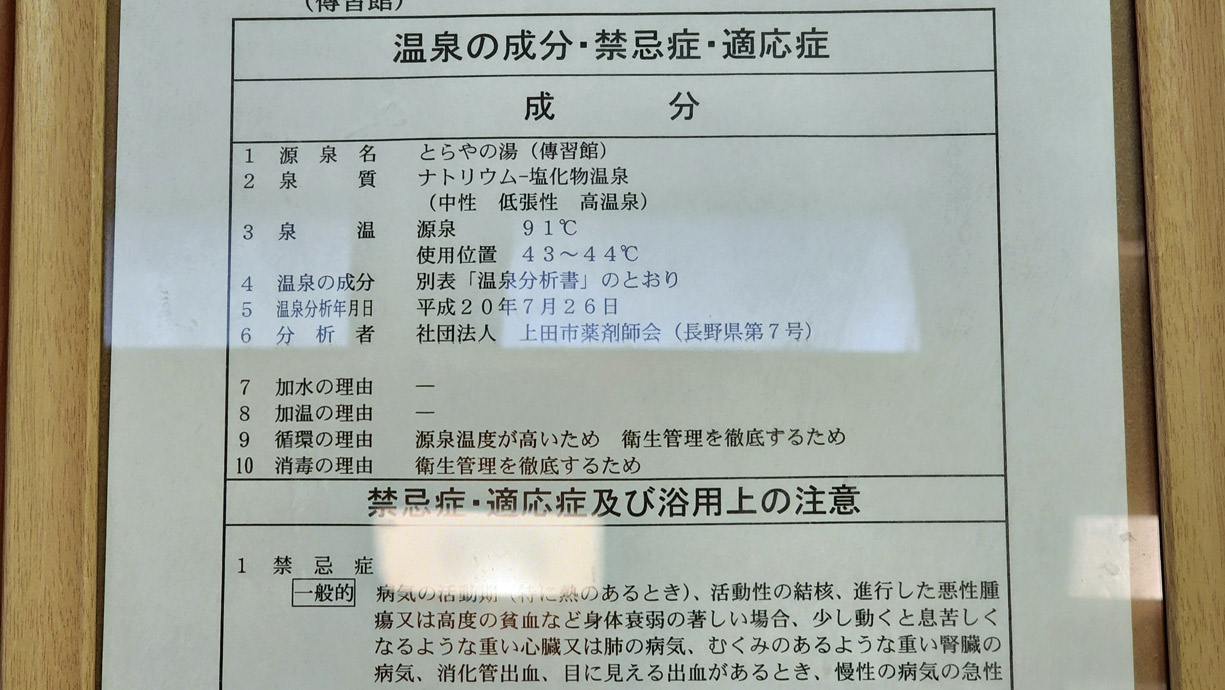 (傳習館)
温泉の成分・禁忌症・適応症
成　　　分
1 源 泉 名 とらやの湯（傳習館）
2 泉　　質 ナトリウム−塩化物温泉
（中性　低張性　高温泉）
3 泉　　温 源泉　　９１℃
使用位置　４３～４４℃
4 温泉の成分 別表「温泉分析書」のとおり
5 温泉分析年月日 平成２０年７月２６日
6 分 析 者 社団法人　上田市薬剤師会（長野県第７号）
7 加水の理由 ―
8 加温の理由 ―
9 循環の理由 源泉温度が高いため　衛生管理を徹底するため
10 消毒の理由 衛生管理を徹底するため
禁忌症・適応症及び浴用上の注意
1 禁 忌 症
一般的 病気の活動期（特に熱のあるとき）、活動性の結核、進行した悪性腫
瘍又は高度の貧血など身体衰弱の著しい場合、少し動くと息苦しく
なるような重い心臓又は肺の病気、むくみのあるような重い腎臓の
病気、消化管出血、目に見える出血があるとき、慢性の病気の急性